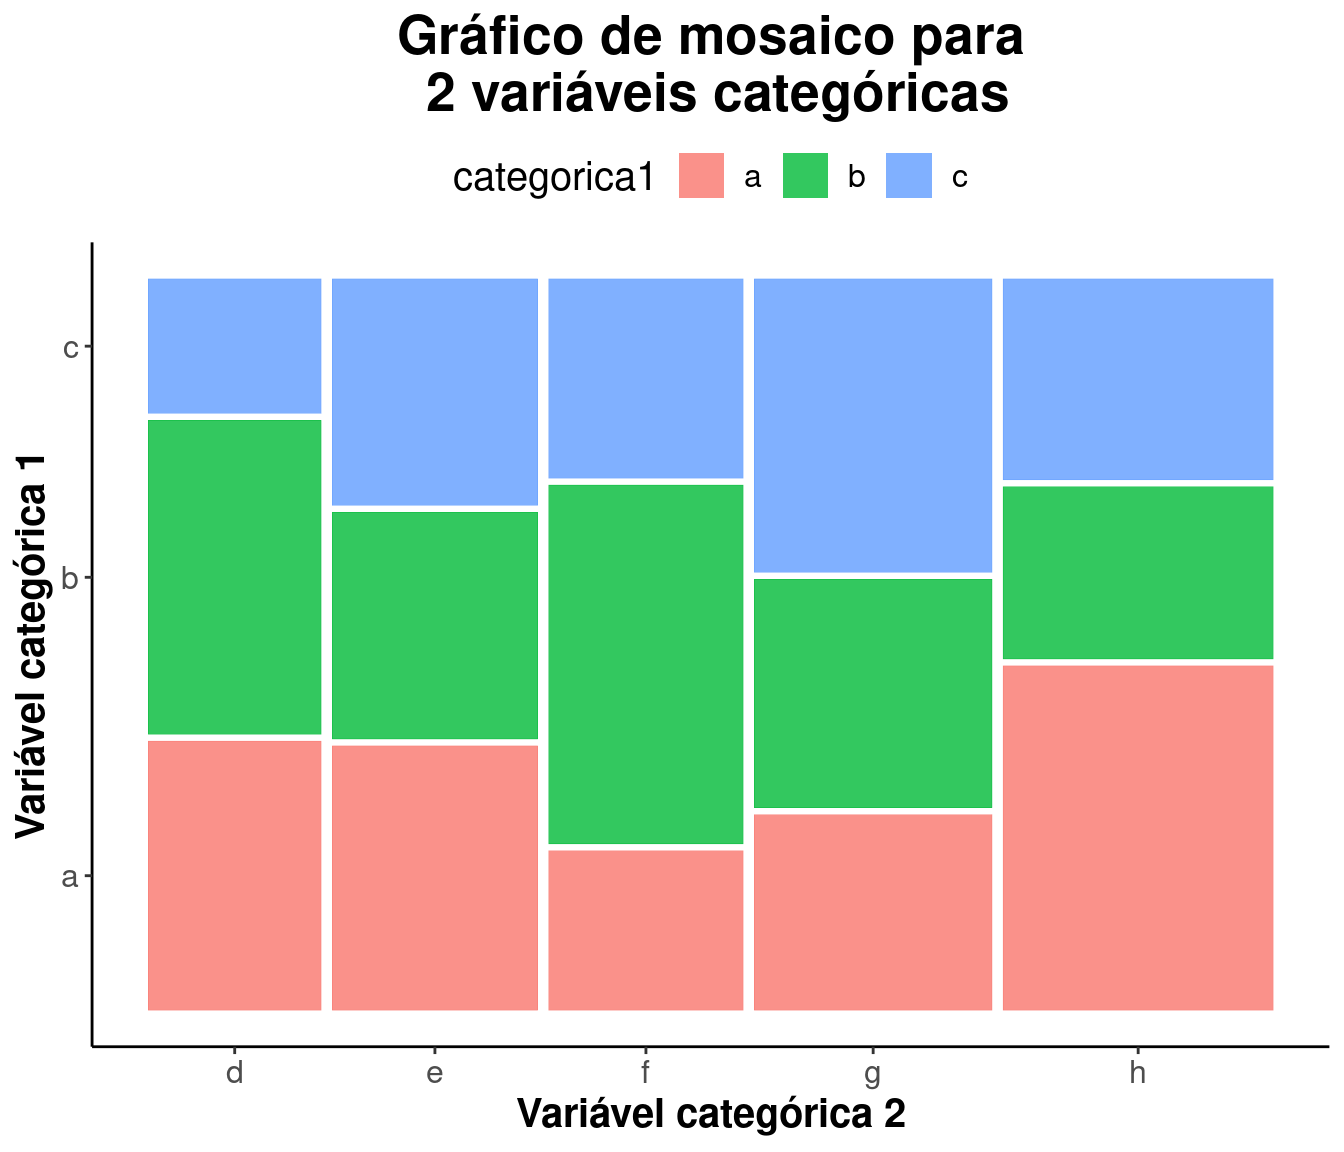 Gráfico de mosaico para
2 variáveis categóricas
categorica1 a b c
c
b
a
Variável categórica 1
d e f g h
Variável categórica 2